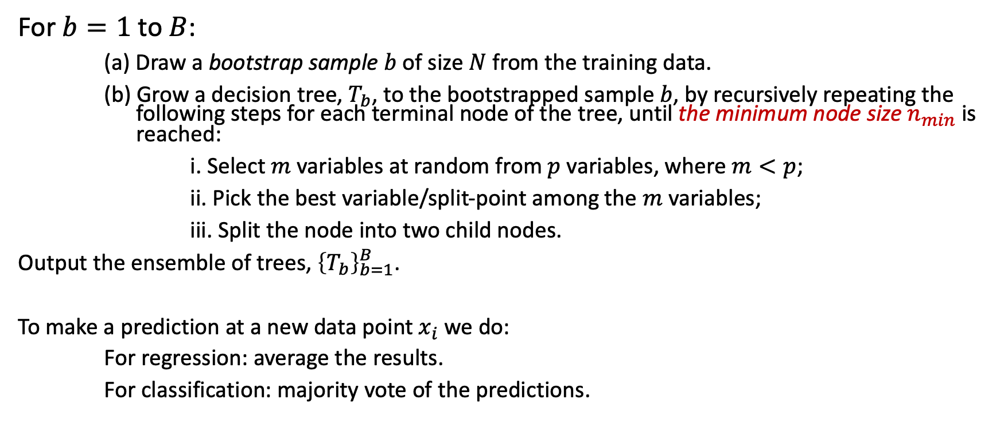 For b = 1 to B:
(a) Draw a bootstrap sample b of size N from the training data.
(b) Grow a decision tree, T_b, to the bootstrapped sample b, by recursively repeating the
following steps for each terminal node of the tree, until the minimum node size n_min is
reached:
i. Select m variables at random from p variables, where m < p;
ii. Pick the best variable/split-point among the m variables;
iii. Split the node into two child nodes.
Output the ensemble of trees, {T_b}_{b=1}^B.
To make a prediction at a new data point x_i we do:
For regression: average the results.
For classification: majority vote of the predictions.